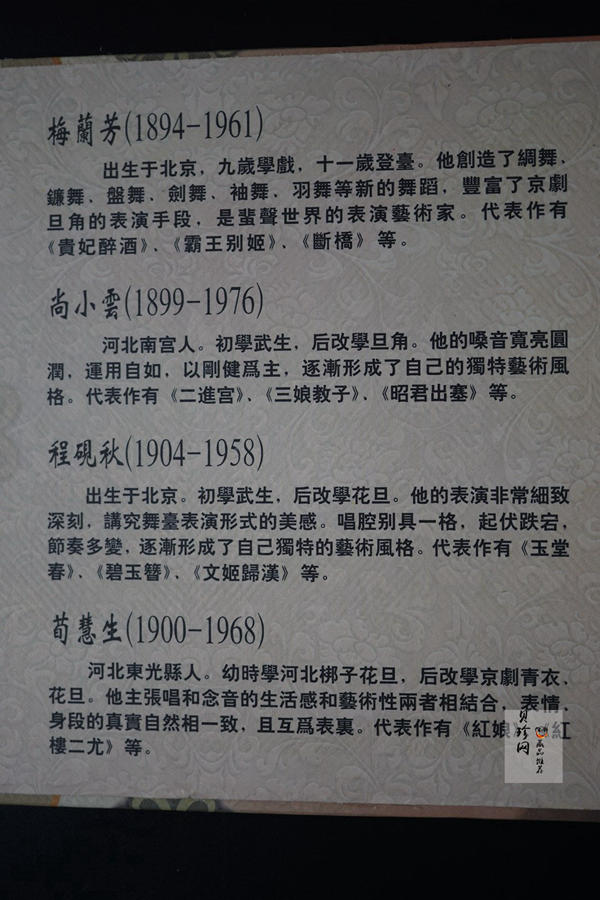 梅蘭芳(1894-1961)
出生于北京，九歲學戲，十一歲登臺。他創造了綢舞、
鐮舞、盤舞、劍舞、袖舞、羽舞等新的舞蹈，豐富了京劇
旦角的表演手段，是蜚聲世界的表演藝術家。代表作有
《貴妃醉酒》、《霸王别姬》、《斷橋》等。
尚小雲(1899-1976)
河北南宫人。初學武生，后改學旦角。他的嗓音寬亮圓
潤，運用自如，以剛健爲主，逐漸形成了自己的獨特藝術風
格。代表作有《二進宫》、《三娘教子》、《昭君出塞》等。
程硯秋(1904-1958)
出生于北京。初學武生，后改學花旦。他的表演非常細致
深刻，講究舞臺表演形式的美感。唱腔别具一格，起伏跌宕，
節奏多變，逐漸形成了自己獨特的藝術風格。代表作有《玉堂
春》、《碧玉簪》、《文姬歸漢》等。
荀慧生(1900-1968)
河北東光縣人。幼時學河北梆子花旦，后改學京劇青衣、
花旦。他主張唱和念音的生活感和藝術性兩者相結合，表情、
身段的真實自然相一致，且互爲表裏。代表作有《紅娘》、《紅
樓二尤》等。
貝珍网
藏品推荐